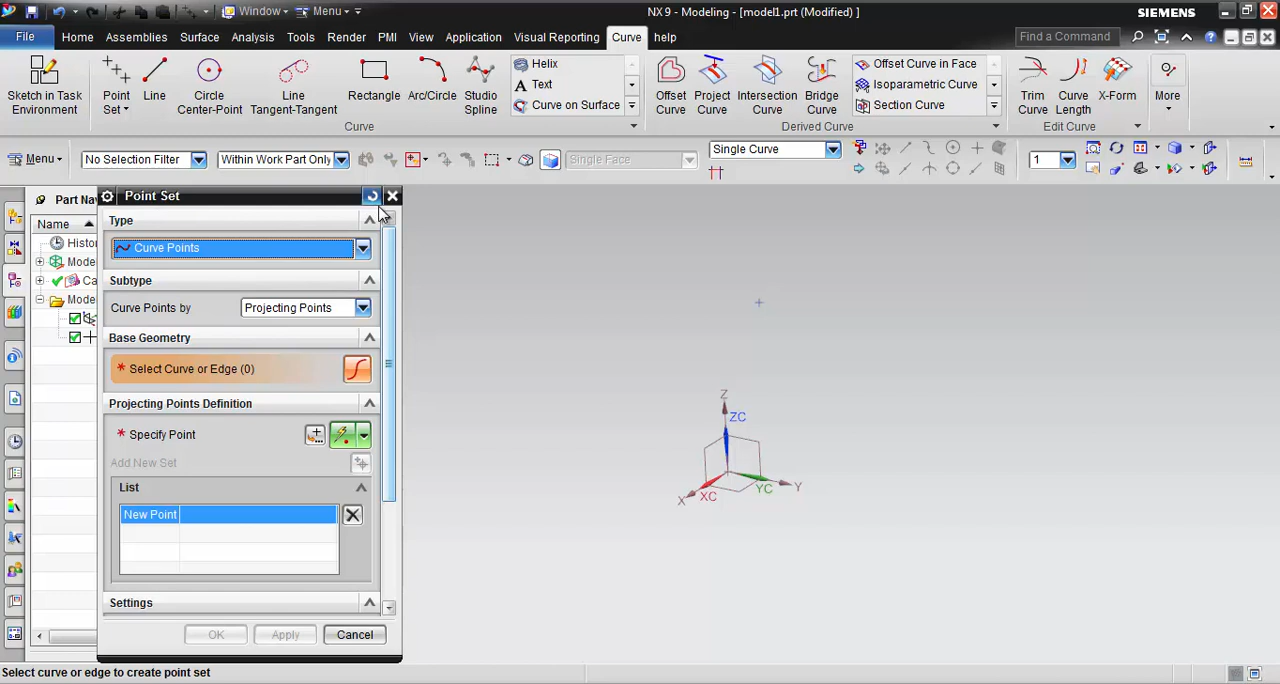 Window Menu NX 9 - Modeling - [model1.prt (Modified) ] SIEMENS
File Home Assemblies Surface Analysis Tools Render PMI View Application Visual Reporting Curve help Find a Command
Sketch in Task Environment
Point Set
Line
Circle Center-Point
Line Tangent-Tangent
Rectangle
Arc/Circle
Studio Spline
Helix
Text
Curve on Surface
Curve
Offset Curve
Project Curve
Intersection Curve
Bridge Curve
Offset Curve in Face
Isoparametric Curve
Section Curve
Derived Curve
Trim Curve
Curve Length
X-Form
Edit Curve
More
Menu No Selection Filter Within Work Part Only Single Face Single Curve 1
Part Nav
Name
Histor
Mode
Ca
Mode
Point Set
Type
Curve Points
Subtype
Curve Points by Projecting Points
Base Geometry
* Select Curve or Edge (0)
Projecting Points Definition
* Specify Point
Add New Set
List
New Point
Settings
OK Apply Cancel
Z
ZC
X XC YC Y
Select curve or edge to create point set